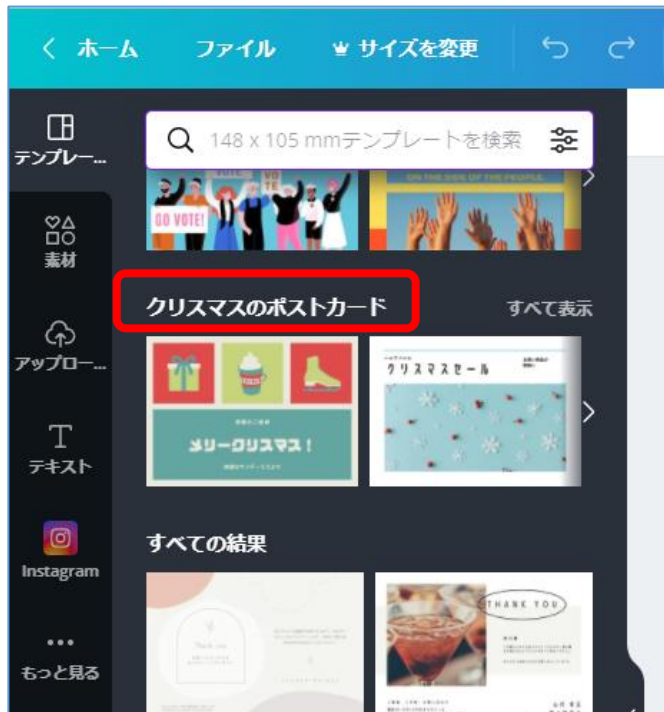 ホーム ファイル サイズを変更
テンプレー...
148 x 105 mmテンプレートを検索
GO VOTE!
VOTE
ON THE SIDE OF THE PEOPLE.
素材
クリスマスのポストカード すべて表示
クリスマスセール
メリークリスマス!
アップロー...
テキスト
Instagram
もっと見る
すべての結果
Thank you
THANK YOU